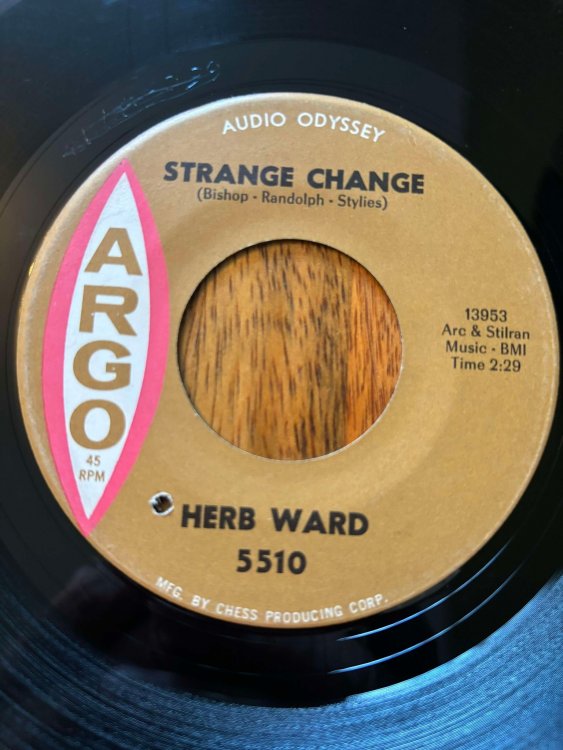 AUDIO ODYSSEY
STRANGE CHANGE
(Bishop - Randolph - Stylies)
ARGO
45
RPM
13953
Arc & Stilran
Music - BMI
Time 2:29
HERB WARD
5510
MFG. BY CHESS PRODUCING CORP.